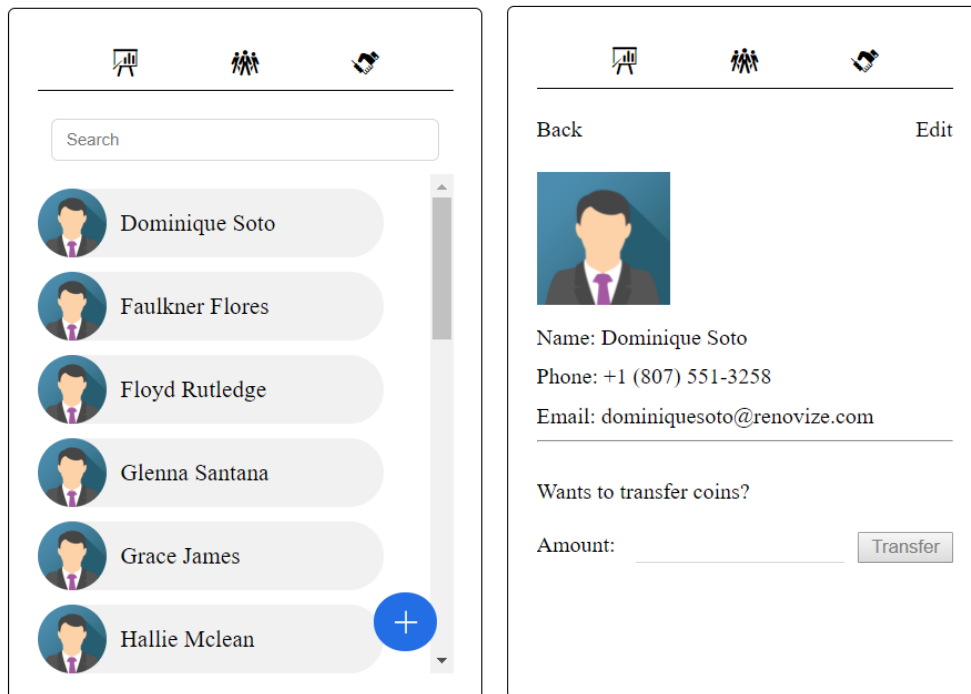 Search
Dominique Soto
Faulkner Flores
Floyd Rutledge
Glenna Santana
Grace James
Hallie Mclean
Back
Edit
Name: Dominique Soto
Phone: +1 (807) 551-3258
Email: dominiquesoto@renovize.com
Wants to transfer coins?
Amount:
Transfer